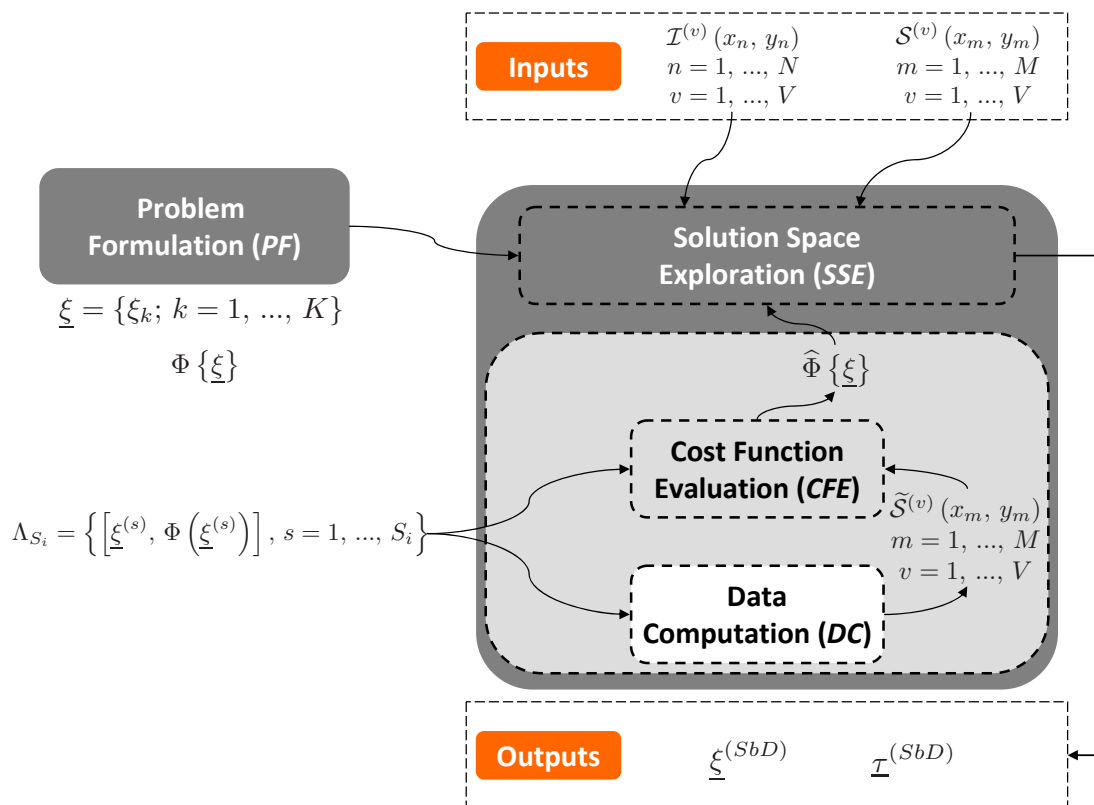 Inputs
ℐ^(v) (x_n, y_n)
n = 1, ..., N
v = 1, ..., V
𝒮^(v) (x_m, y_m)
m = 1, ..., M
v = 1, ..., V
Problem
Formulation (PF)
ξ = {ξ_k; k = 1, ..., K}
Φ {ξ}
Solution Space
Exploration (SSE)
Φ̂ {ξ}
Cost Function
Evaluation (CFE)
𝒮̃^(v) (x_m, y_m)
m = 1, ..., M
v = 1, ..., V
Λ_{S_i} = {[ξ^(s), Φ (ξ^(s))], s = 1, ..., S_i}
Data
Computation (DC)
Outputs
ξ^(SbD)
τ^(SbD)